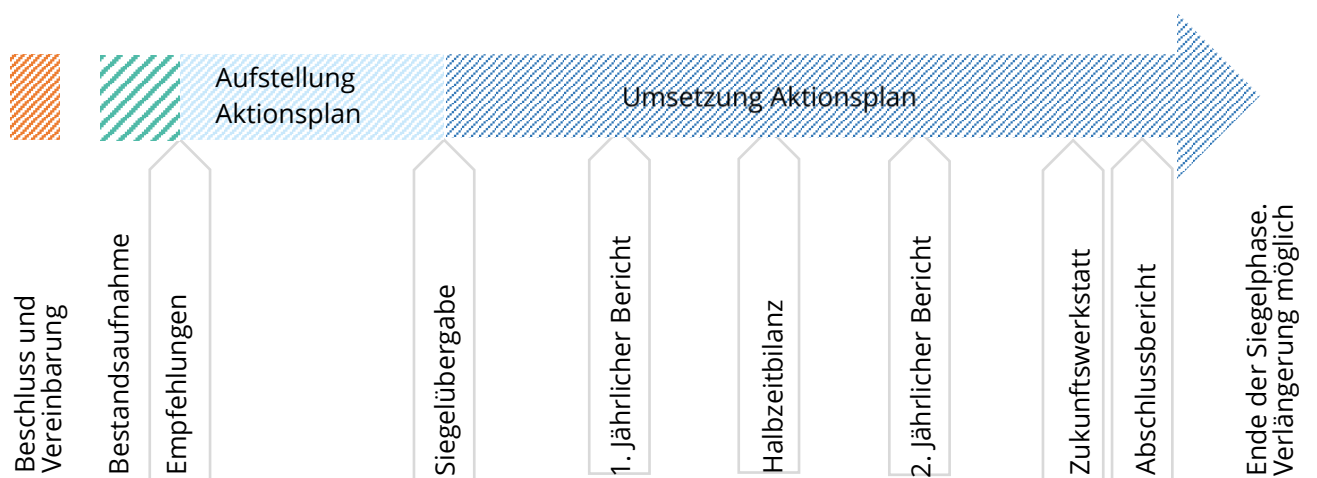 Aufstellung
Aktionsplan
Umsetzung Aktionsplan
Beschluss und
Vereinbarung
Bestandsaufnahme
Empfehlungen
Siegelübergabe
1. Jährlicher Bericht
Halbzeitbilanz
2. Jährlicher Bericht
Zukunftswerkstatt
Abschlussbericht
Ende der Siegelphase.
Verlängerung möglich